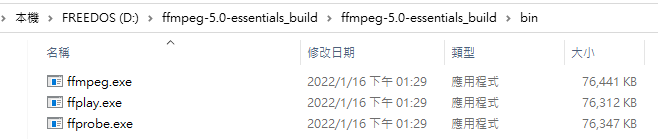 本機 > FREEDOS (D:) > ffmpeg-5.0-essentials_build > ffmpeg-5.0-essentials_build > bin
名稱 修改日期 類型 大小
ffmpeg.exe 2022/1/16 下午 01:29 應用程式 76,441 KB
ffplay.exe 2022/1/16 下午 01:29 應用程式 76,312 KB
ffprobe.exe 2022/1/16 下午 01:29 應用程式 76,347 KB